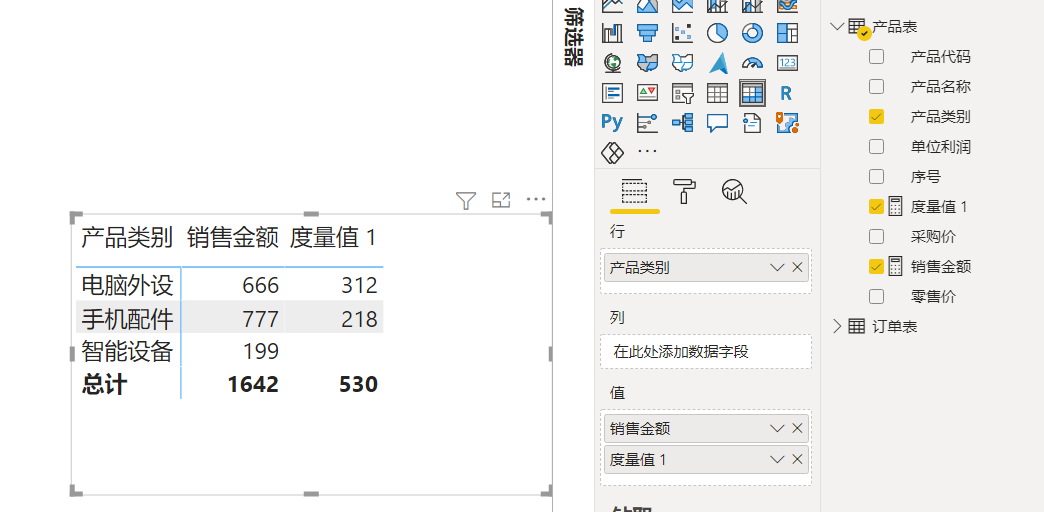 筛选器
产品类别 销售金额 度量值 1
电脑外设 666 312
手机配件 777 218
智能设备 199
总计 1642 530
123
R
Py
行
产品类别
列
在此处添加数据字段
值
销售金额
度量值 1
钻取
产品表
产品代码
产品名称
产品类别
单位利润
序号
度量值 1
采购价
销售金额
零售价
订单表